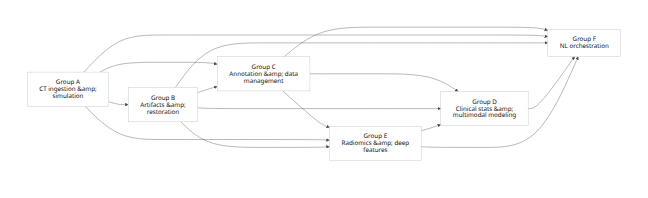 Group A
CT ingestion &amp;
simulation
Group B
Artifacts &amp;
restoration
Group C
Annotation &amp; data
management
Group E
Radiomics &amp; deep
features
Group D
Clinical stats &amp;
multimodal modeling
Group F
NL orchestration